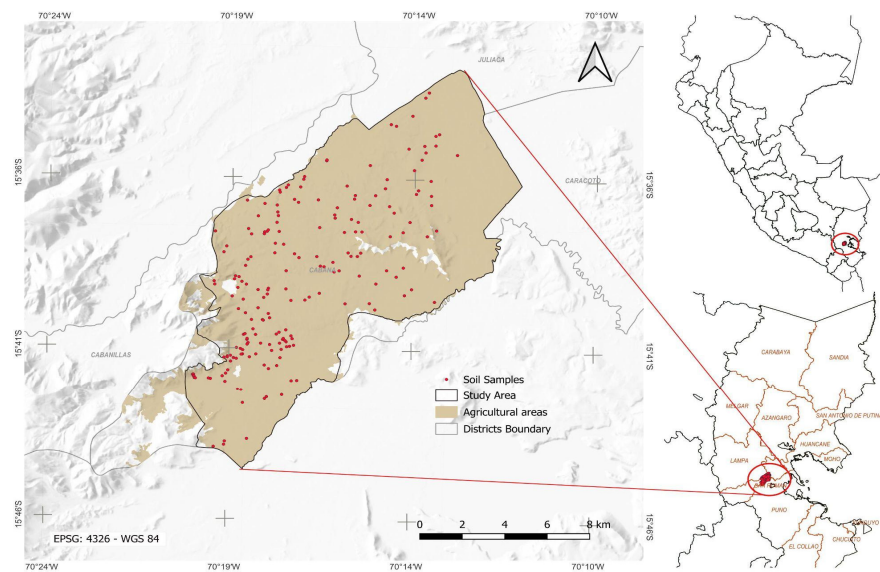 70°24'W 70°19'W 70°14'W 70°10'W
JULIACA
15°36'S 15°36'S
CARACOTO
CABANA
15°41'S 15°41'S
CABANILLAS
Soil Samples
Study Area
Agricultural areas
Districts Boundary
15°46'S 15°46'S
0 2 4 6 8 km
EPSG: 4326 - WGS 84
70°24'W 70°19'W 70°14'W 70°10'W
CARABAYA
SANDIA
MELGAR
AZANGARO
SAN ANTONIO DE PUTINA
HUANCANE
LAMPA
MOHO
PUNO
EL COLLAO